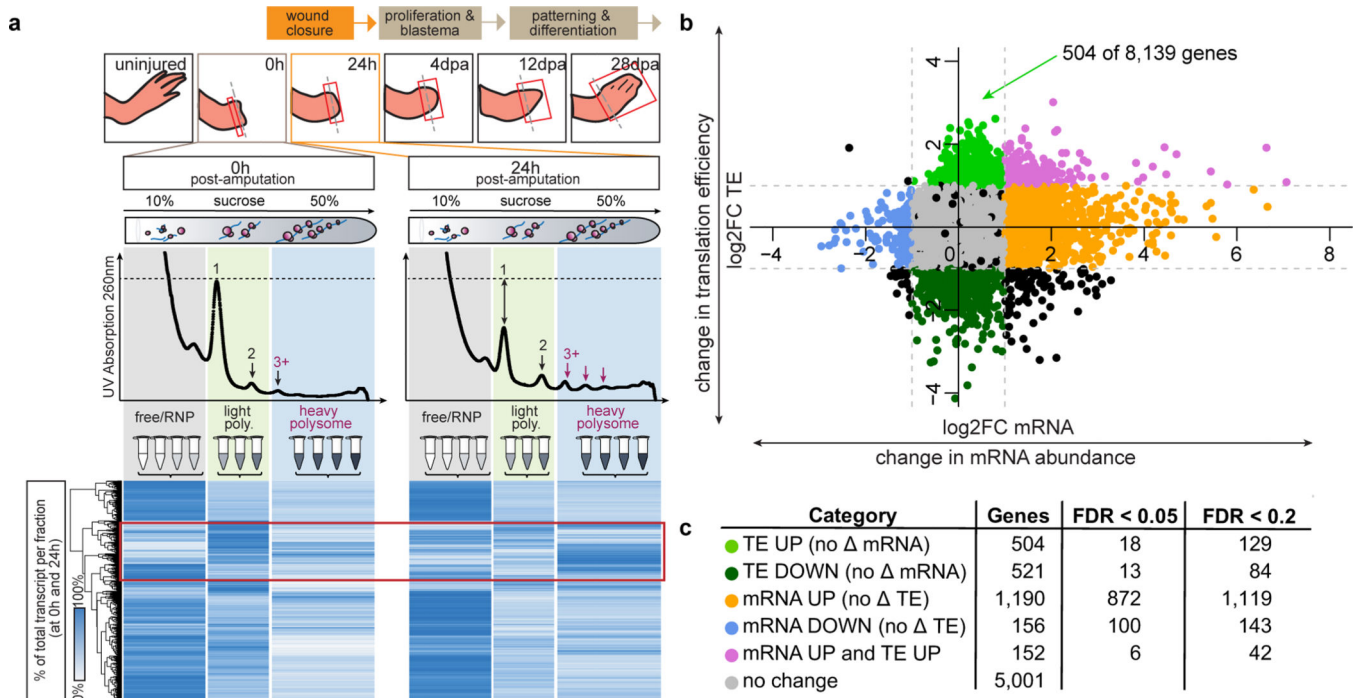 a
wound
closure
proliferation &
blastema
patterning &
differentiation
uninjured
0h
24h
4dpa
12dpa
28dpa
0h
post-amputation
24h
post-amputation
10% sucrose 50%
10% sucrose 50%
UV Absorption 260nm
1
2
3+
1
2
3+
free/RNP
light
poly.
heavy
polysome
free/RNP
light
poly.
heavy
polysome
% of total transcript per fraction
(at 0h and 24h)
100%
0%
b
change in translation efficiency
log2FC TE
504 of 8,139 genes
4
2
-2
-4
-4 -2 0 2 4 6 8
log2FC mRNA
change in mRNA abundance
c
Category Genes FDR < 0.05 FDR < 0.2
TE UP (no Δ mRNA) 504 18 129
TE DOWN (no Δ mRNA) 521 13 84
mRNA UP (no Δ TE) 1,190 872 1,119
mRNA DOWN (no Δ TE) 156 100 143
mRNA UP and TE UP 152 6 42
no change 5,001